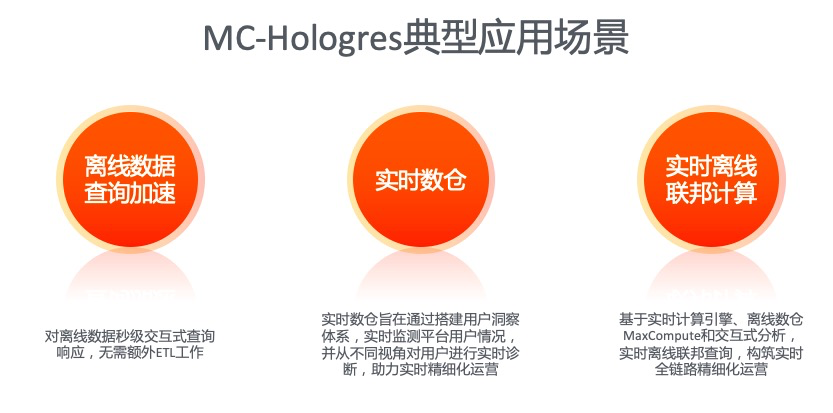 MC-Hologres典型应用场景
离线数据
查询加速
实时数仓
实时离线
联邦计算
对离线数据秒级交互式查询
响应，无需额外ETL工作
实时数仓旨在通过搭建用户洞察
体系，实时监测平台用户情况，
并从不同视角对用户进行实时诊
断，助力实时精细化运营
基于实时计算引擎、离线数仓
MaxCompute和交互式分析，
实时离线联邦查询，构筑实时
全链路精细化运营